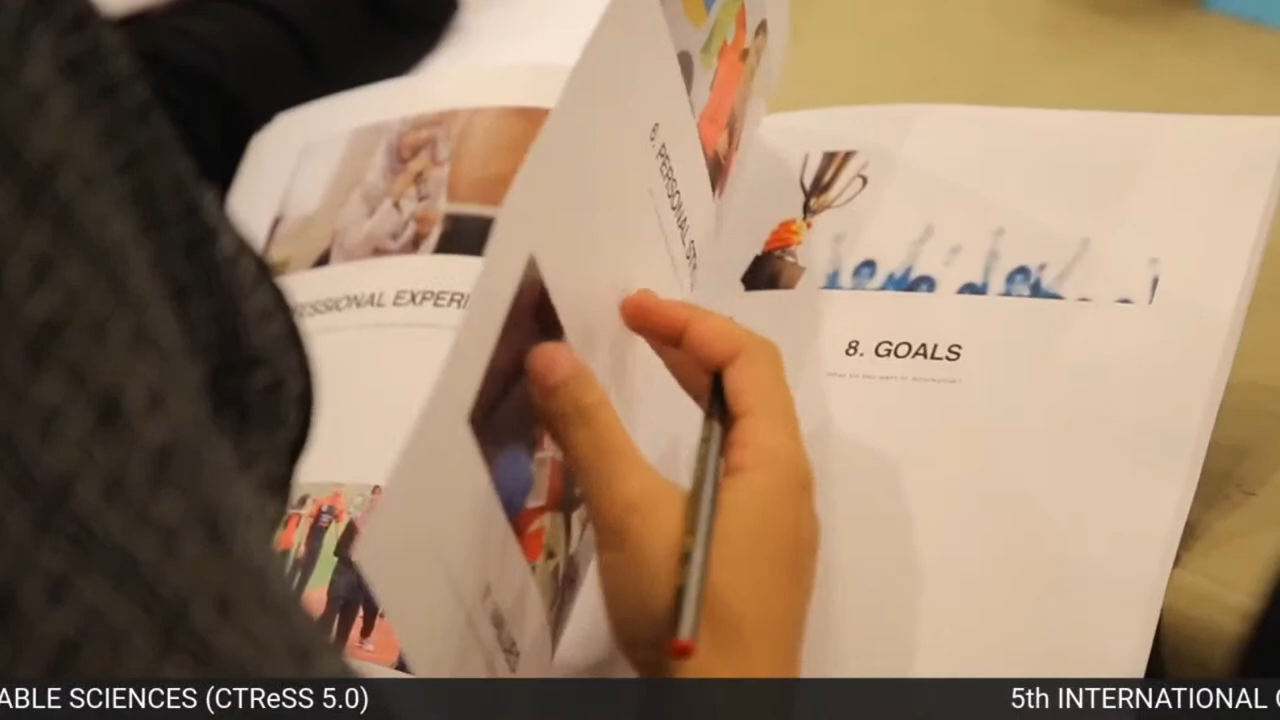 ESSIONAL EXPERI
6. PERSONAL ST
8. GOALS
ABLE SCIENCES (CTReSS 5.0)
5th INTERNATIONAL